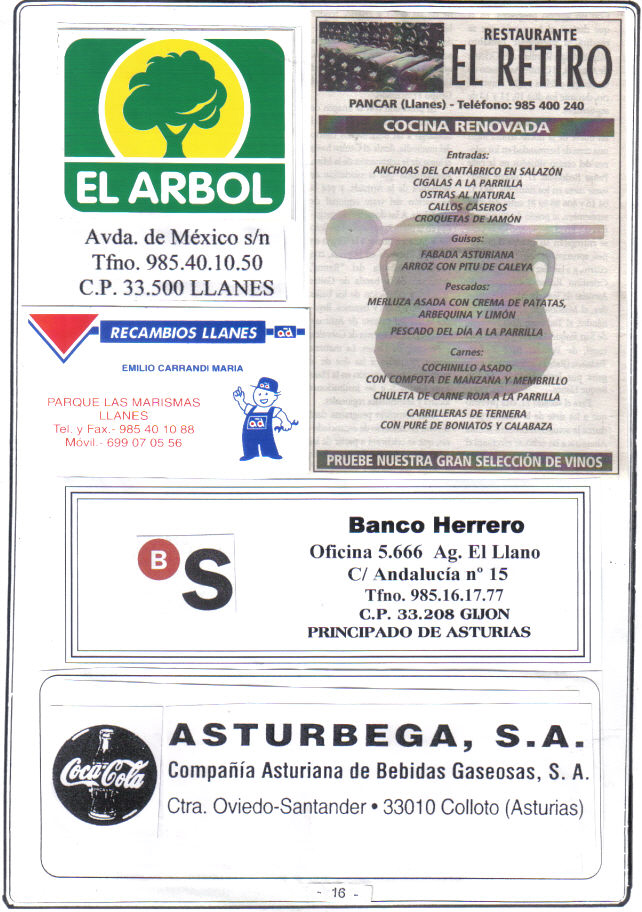 EL ARBOL
Avda. de México s/n
Tfno. 985.40.10.50
C.P. 33.500 LLANES
RESTAURANTE
EL RETIRO
PANCAR (Llanes) - Teléfono: 985 400 240
COCINA RENOVADA
Entradas:
ANCHOAS DEL CANTÁBRICO EN SALAZÓN
CIGALAS A LA PARRILLA
OSTRAS AL NATURAL
CALLOS CASEROS
CROQUETAS DE JAMÓN
Guisos:
FABADA ASTURIANA
ARROZ CON PITU DE CALEYA
Pescados:
MERLUZA ASADA CON CREMA DE PATATAS,
ARBEQUINA Y LIMÓN
PESCADO DEL DÍA A LA PARRILLA
Carnes:
COCHINILLO ASADO
CON COMPOTA DE MANZANA Y MEMBRILLO
CHULETA DE CARNE ROJA A LA PARRILLA
CARRILLERAS DE TERNERA
CON PURÉ DE BONIATOS Y CALABAZA
PRUEBE NUESTRA GRAN SELECCIÓN DE VINOS
RECAMBIOS LLANES ad
EMILIO CARRANDI MARIA
PARQUE LAS MARISMAS
LLANES
Tel. y Fax.- 985 40 10 88
Móvil.- 699 07 05 56
ad
B S
Banco Herrero
Oficina 5.666 Ag. El Llano
C/ Andalucía nº 15
Tfno. 985.16.17.77
C.P. 33.208 GIJON
PRINCIPADO DE ASTURIAS
Coca-Cola
ASTURBEGA, S.A.
Compañía Asturiana de Bebidas Gaseosas, S. A.
Ctra. Oviedo-Santander • 33010 Colloto (Asturias)
- 16 -